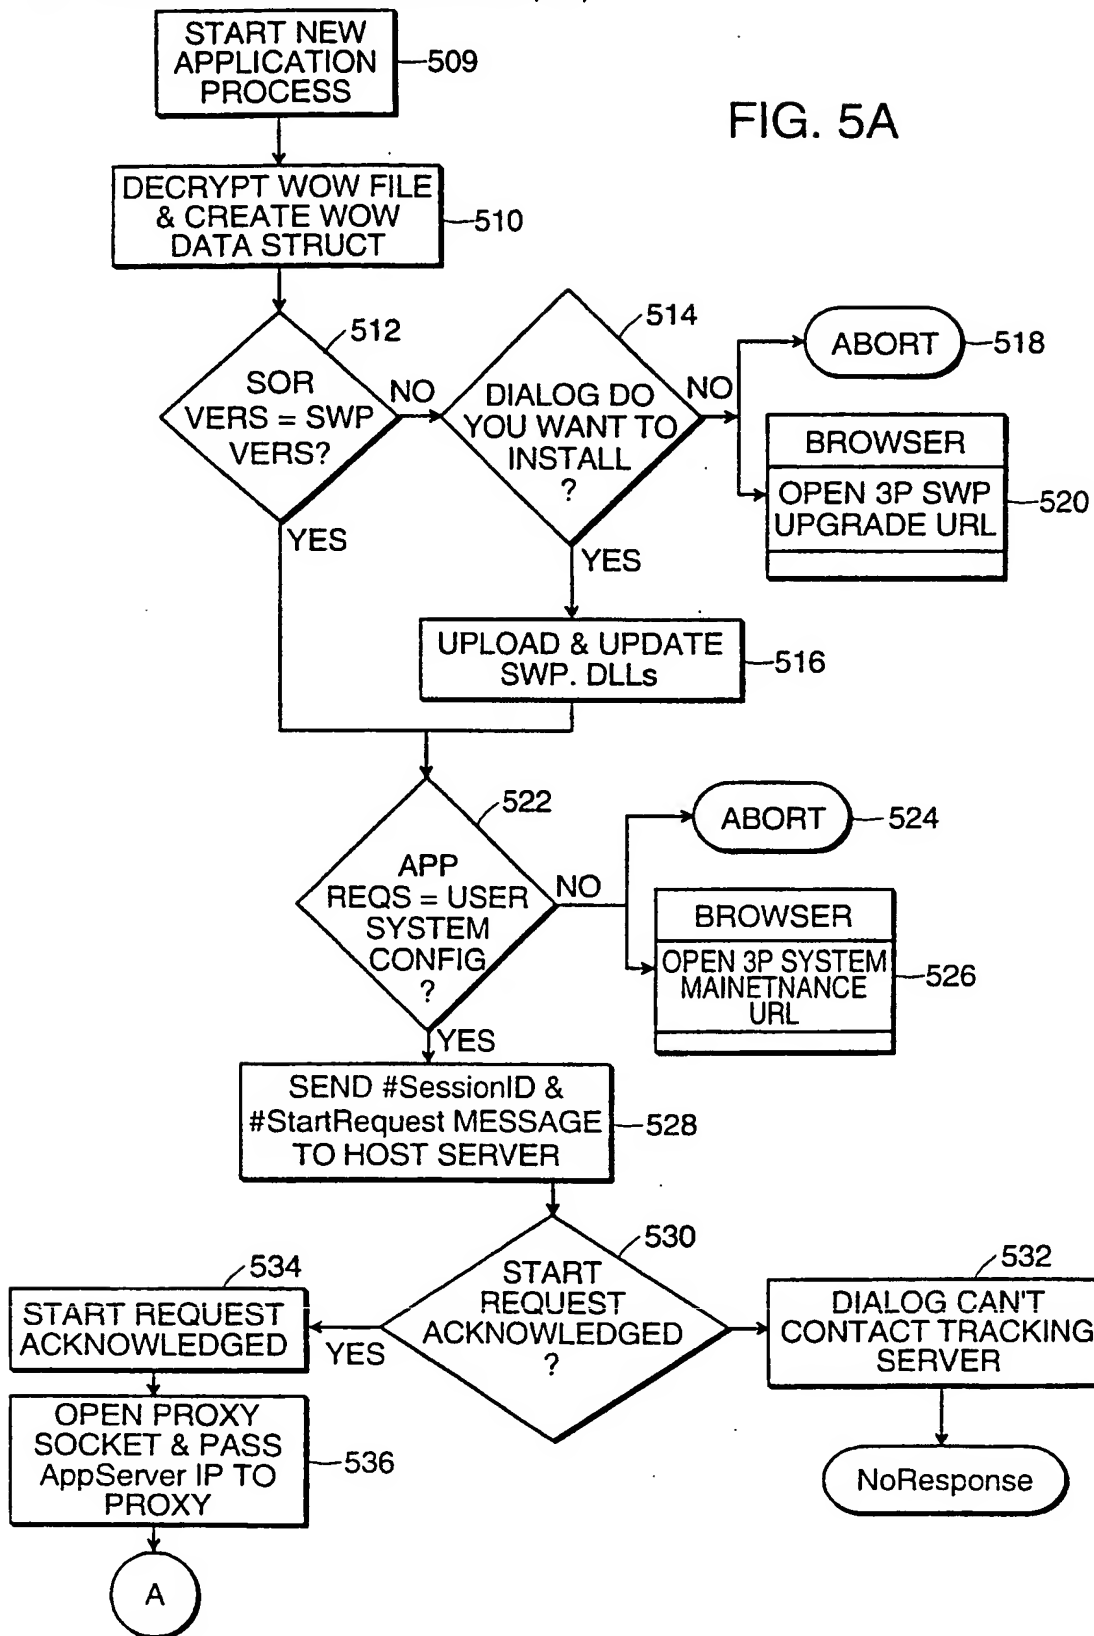 START NEW
APPLICATION
PROCESS
509
FIG. 5A
DECRYPT WOW FILE
& CREATE WOW
DATA STRUCT
510
512
SOR
VERS = SWP
VERS?
NO
YES
514
DIALOG DO
YOU WANT TO
INSTALL
?
NO
YES
ABORT
518
BROWSER
OPEN 3P SWP
UPGRADE URL
520
UPLOAD & UPDATE
SWP. DLLs
516
522
APP
REQS = USER
SYSTEM
CONFIG
?
NO
YES
ABORT
524
BROWSER
OPEN 3P SYSTEM
MAINETNANCE
URL
526
SEND #SessionID &
#StartRequest MESSAGE
TO HOST SERVER
528
530
START
REQUEST
ACKNOWLEDGED
?
YES
534
START REQUEST
ACKNOWLEDGED
532
DIALOG CAN'T
CONTACT TRACKING
SERVER
OPEN PROXY
SOCKET & PASS
AppServer IP TO
PROXY
536
NoResponse
A